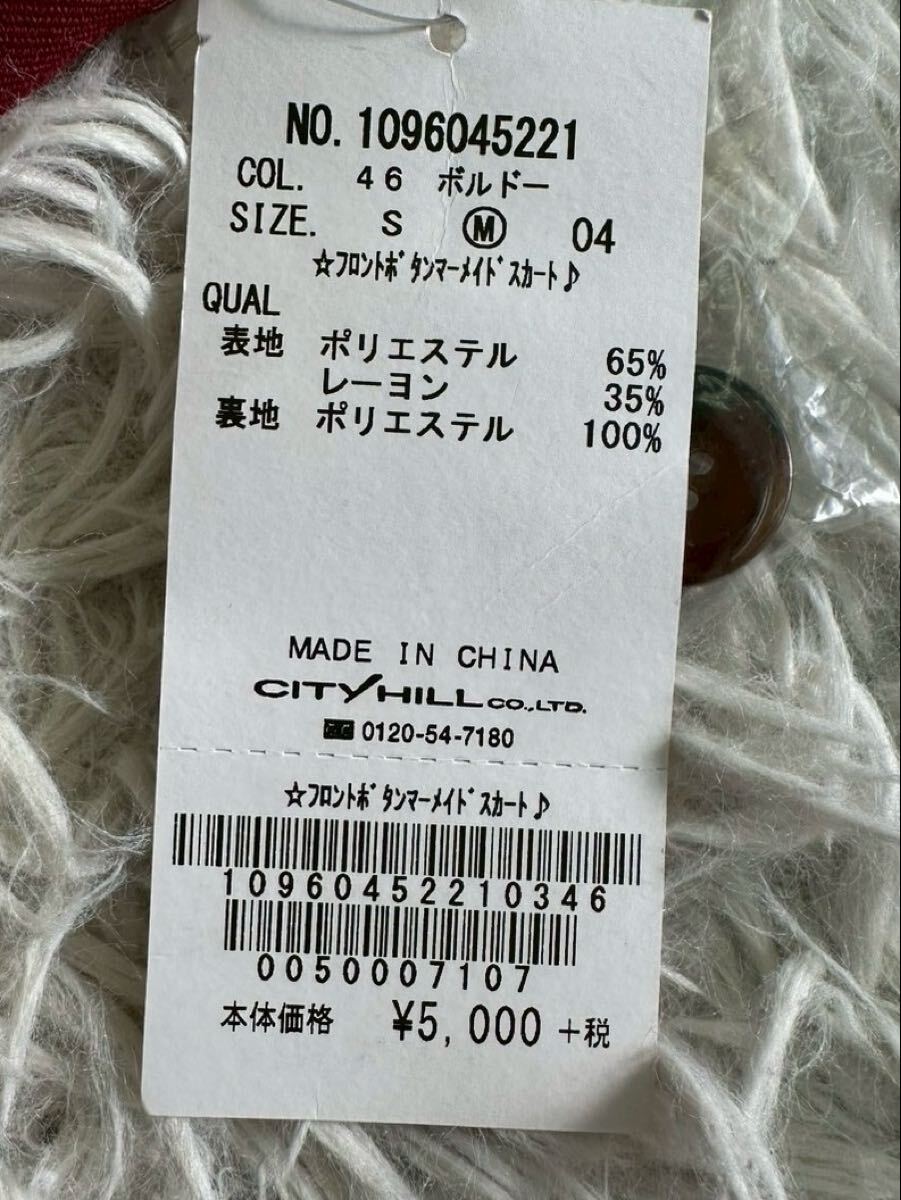 NO. 1096045221
COL. 46 ボルドー
SIZE. S Ⓜ 04
☆ﾌﾛﾝﾄﾎﾞﾀﾝﾏｰﾒｲﾄﾞｽｶｰﾄ♪
QUAL
表地 ポリエステル 65%
レーヨン 35%
裏地 ポリエステル 100%
MADE IN CHINA
CITY HILL CO.,LTD.
0120-54-7180
☆ﾌﾛﾝﾄﾎﾞﾀﾝﾏｰﾒｲﾄﾞｽｶｰﾄ♪
10960452210346
0050007107
本体価格 ¥5,000 +税